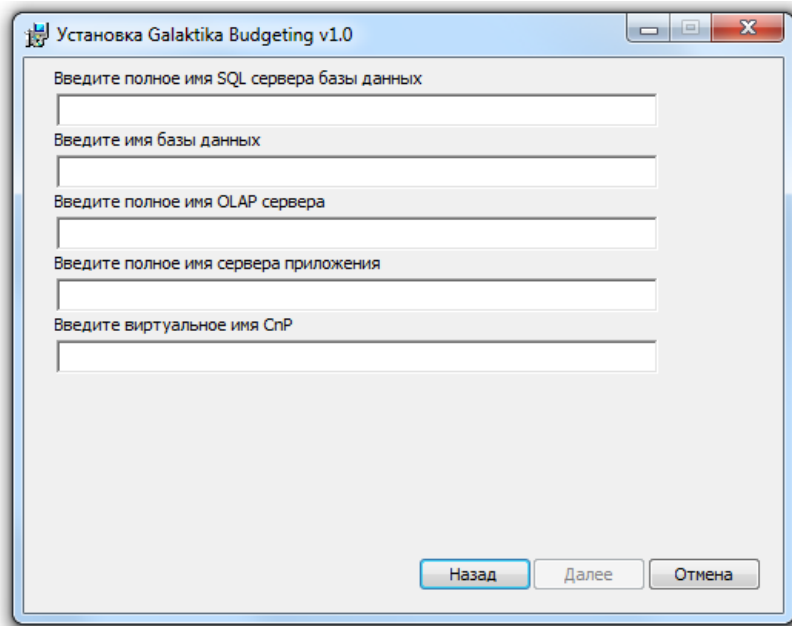 Установка Galaktika Budgeting v1.0
Введите полное имя SQL сервера базы данных
Введите имя базы данных
Введите полное имя OLAP сервера
Введите полное имя сервера приложения
Введите виртуальное имя CnP
Назад Далее Отмена